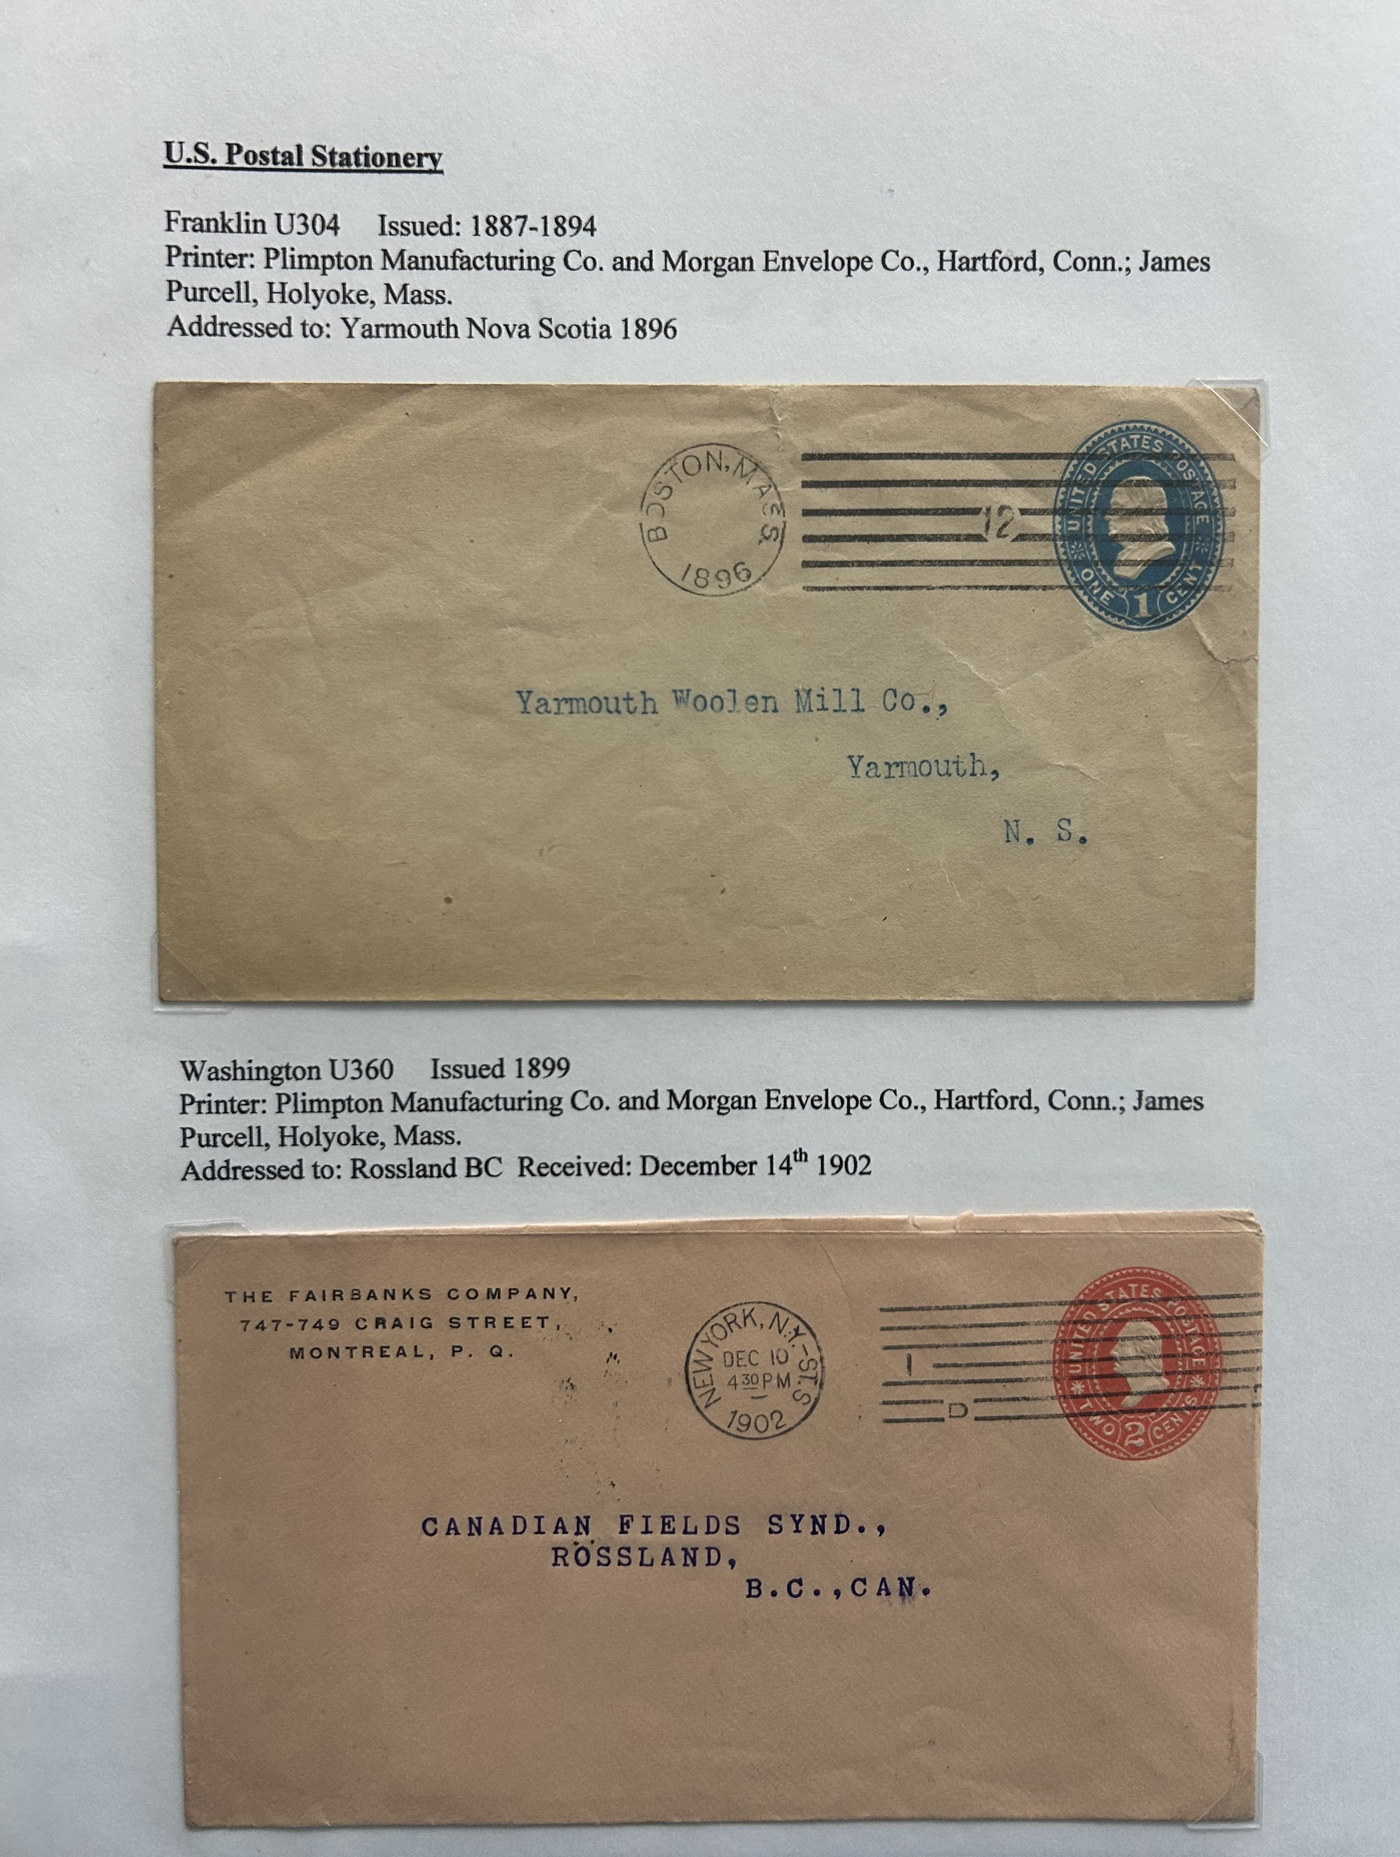 U.S. Postal Stationery
Franklin U304 Issued: 1887-1894
Printer: Plimpton Manufacturing Co. and Morgan Envelope Co., Hartford, Conn.; James
Purcell, Holyoke, Mass.
Addressed to: Yarmouth Nova Scotia 1896
BOSTON, MASS.
1896
12
UNITED STATES POSTAGE
ONE 1 CENT
Yarmouth Woolen Mill Co.,
Yarmouth,
N. S.
Washington U360 Issued 1899
Printer: Plimpton Manufacturing Co. and Morgan Envelope Co., Hartford, Conn.; James
Purcell, Holyoke, Mass.
Addressed to: Rossland BC Received: December 14th 1902
THE FAIRBANKS COMPANY,
747-749 CRAIG STREET,
MONTREAL, P. Q.
NEW YORK, N.Y.-ST. S
DEC 10
4 30 PM
1902
1
D
UNITED STATES POSTAGE
TWO 2 CENTS
CANADIAN FIELDS SYND.,
ROSSLAND,
B.C.,CAN.